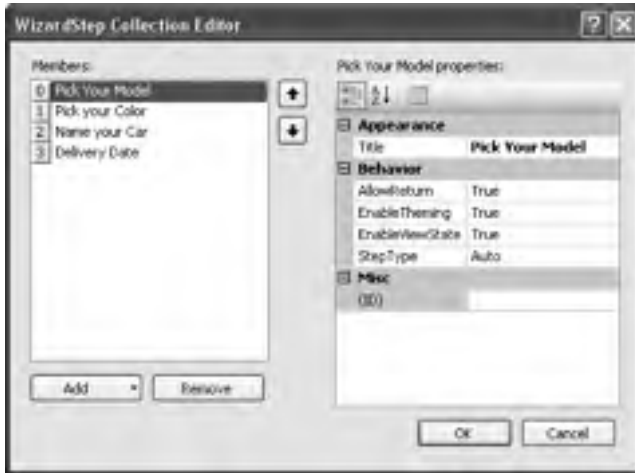 WizardStep Collection Editor
Members:
0 Pick Your Model
1 Pick your Color
2 Name your Car
3 Delivery Date
Add
Remove
Pick Your Model properties:
Appearance
Title Pick Your Model
Behavior
AllowReturn True
EnableTheming True
EnableViewState True
StepType Auto
Misc
(ID)
OK
Cancel